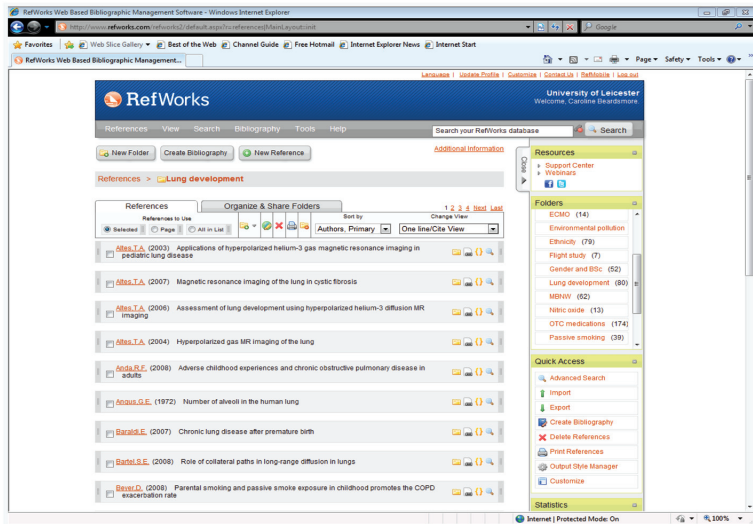 RefWorks Web Based Bibliographic Management Software - Windows Internet Explorer
http://www.refworks.com/refworks2/default.aspx?r=references|MainLayout::init
Google
Favorites Web Slice Gallery Best of the Web Channel Guide Free Hotmail Internet Explorer News Internet Start
RefWorks Web Based Bibliographic Management... Page Safety Tools
Language | Update Profile | Customize | Contact Us | RefMobile | Log out
RefWorks
University of Leicester
Welcome, Caroline Beardsmore.
References View Search Bibliography Tools Help
Search your RefWorks database Search
New Folder Create Bibliography New Reference
Additional Information
References > Lung development
References Organize & Share Folders
1 2 3 4 Next Last
References to Use Sort by Change View
Selected Page All in List Authors, Primary One line/Cite View
Altes,T.A. (2003) Applications of hyperpolarized helium-3 gas magnetic resonance imaging in
pediatric lung disease
Altes,T.A. (2007) Magnetic resonance imaging of the lung in cystic fibrosis
Altes,T.A. (2006) Assessment of lung development using hyperpolarized helium-3 diffusion MR
imaging
Altes,T.A. (2004) Hyperpolarized gas MR imaging of the lung
Anda,R.F. (2008) Adverse childhood experiences and chronic obstructive pulmonary disease in
adults
Angus,G.E. (1972) Number of alveoli in the human lung
Baraldi,E. (2007) Chronic lung disease after premature birth
Bartel,S.E. (2008) Role of collateral paths in long-range diffusion in lungs
Beyer,D. (2008) Parental smoking and passive smoke exposure in childhood promotes the COPD
exacerbation rate
Close
Resources
Support Center
Webinars
Folders
ECMO (14)
Environmental pollution
Ethnicity (79)
Flight study (7)
Gender and BSc (52)
Lung development (80)
MBNW (62)
Nitric oxide (13)
OTC medications (174)
Passive smoking (39)
Quick Access
Advanced Search
Import
Export
Create Bibliography
Delete References
Print References
Output Style Manager
Customize
Statistics
Internet | Protected Mode: On 100%